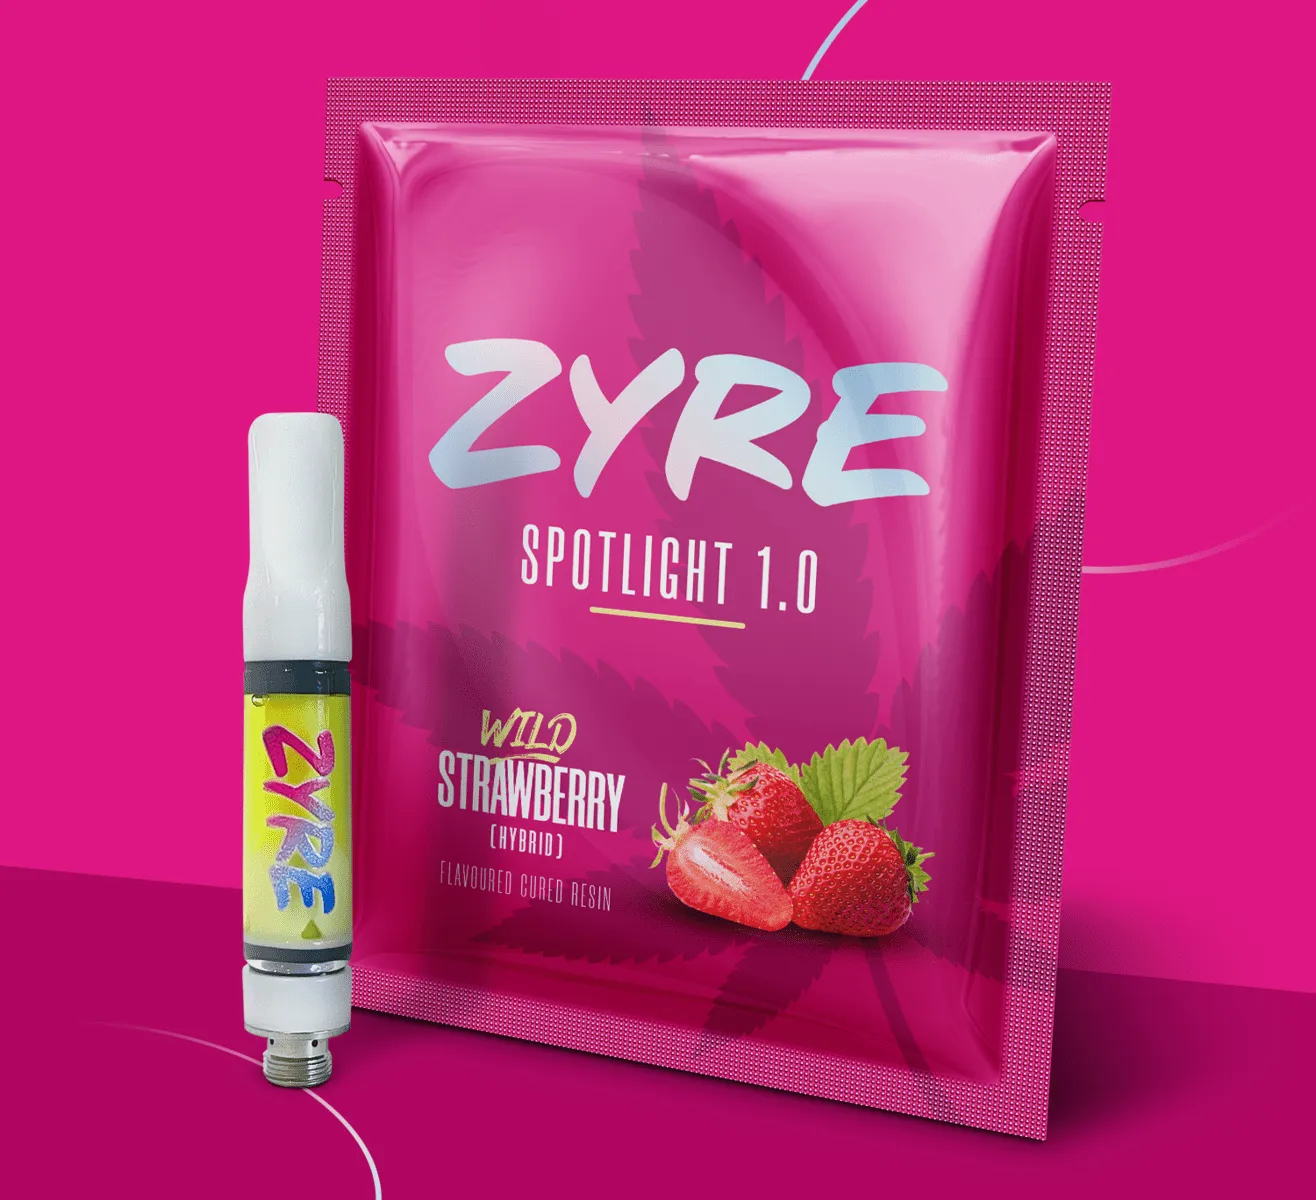 ZYRE
SPOTLIGHT 1.0
WILD
STRAWBERRY
(HYBRID)
FLAVOURED CURED RESIN
ZYRE